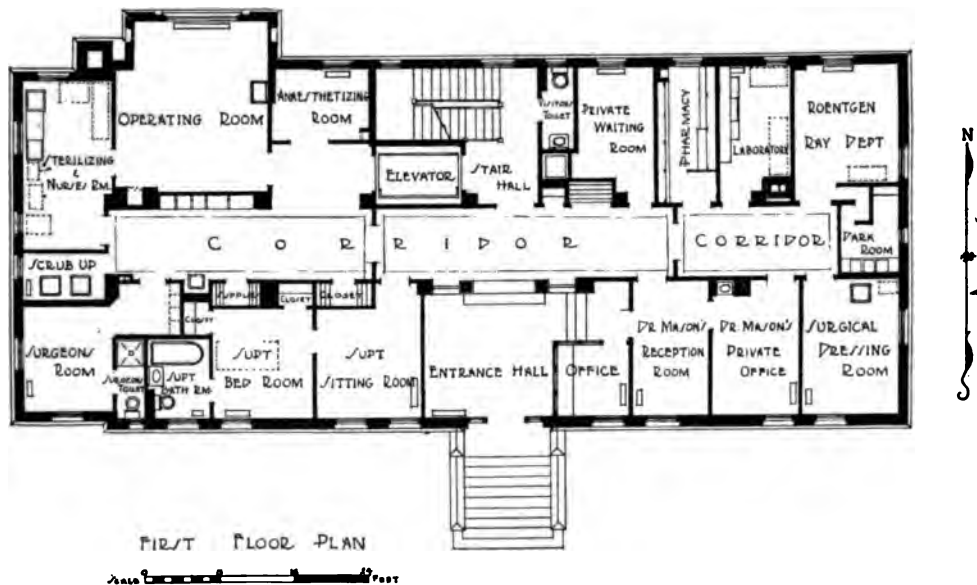 OPERATING ROOM
ANAESTHETIZING
ROOM
ELEVATOR
STAIR
HALL
VISITORS
TOILET
PRIVATE
WAITING
ROOM
PHARMACY
LABORATORY
ROENTGEN
RAY DEPT
N
STERILIZING
&
NURSES RM.
CORRIDOR
CORRIDOR
DARK
ROOM
SCRUB UP
SUPPLIES
CLOSET
CLOSET
CLOSET
SURGEONS
ROOM
SURGEONS
TOILET
SUPT
BATH RM.
SUPT
BED ROOM
SUPT
SITTING ROOM
ENTRANCE HALL
OFFICE
DR. MASON'S
RECEPTION
ROOM
DR. MASON'S
PRIVATE
OFFICE
SURGICAL
DRESSING
ROOM
FIRST FLOOR PLAN
SCALE
FEET